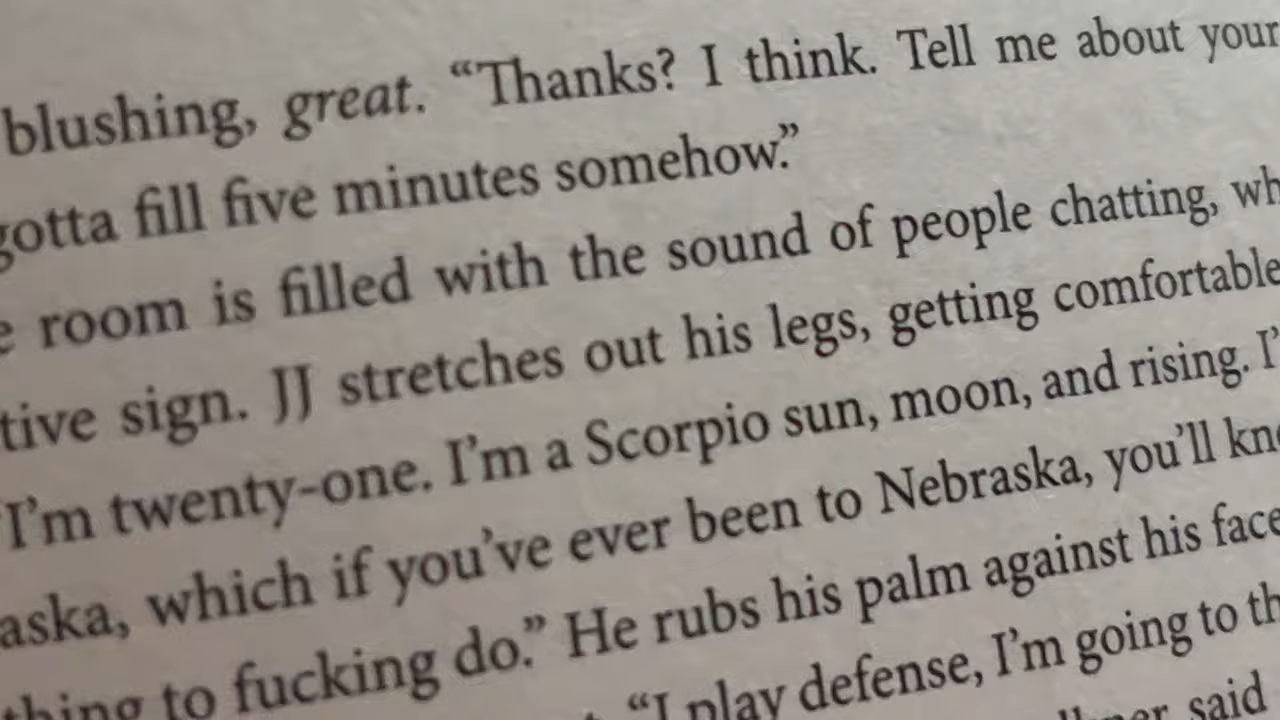 blushing, great. “Thanks? I think. Tell me about your
gotta fill five minutes somehow.”
room is filled with the sound of people chatting, wh
tive sign. JJ stretches out his legs, getting comfortable
I’m twenty-one. I’m a Scorpio sun, moon, and rising. I’
aska, which if you’ve ever been to Nebraska, you’ll kno
thing to fucking do.” He rubs his palm against his face
“I play defense, I’m going to th
said